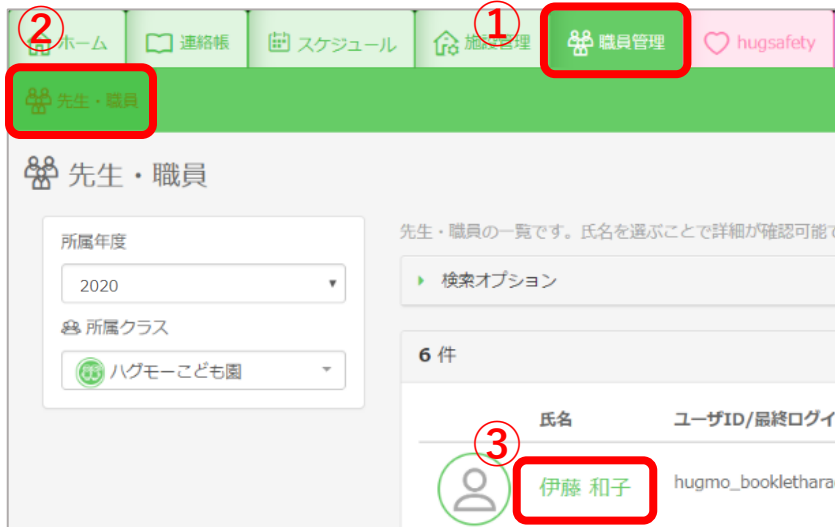 ② ①
ホーム 連絡帳 スケジュール 施設管理 職員管理 hugsafety
先生・職員
先生・職員
所属年度
2020
所属クラス
ハグモーこども園
先生・職員の一覧です。氏名を選ぶことで詳細が確認可能で
検索オプション
6 件
氏名 ユーザID/最終ログイ
③
伊藤 和子 hugmo_booklethara